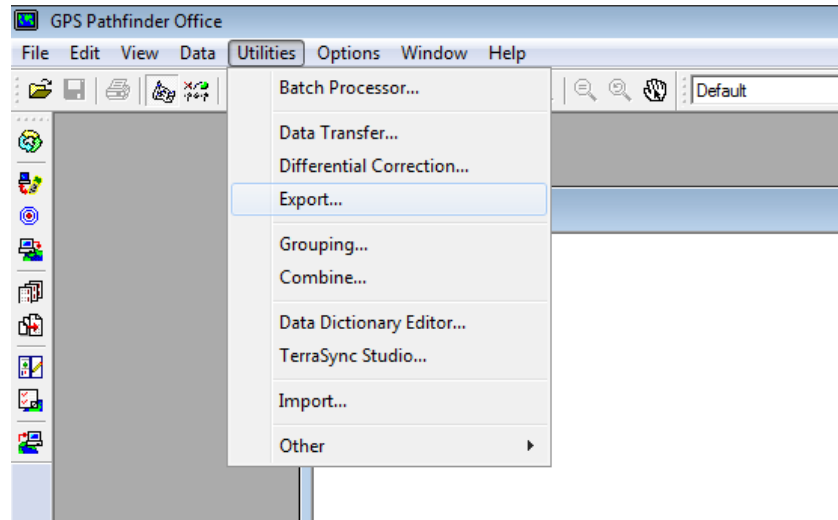 GPS Pathfinder Office
File Edit View Data Utilities Options Window Help
Default
Batch Processor...
Data Transfer...
Differential Correction...
Export...
Grouping...
Combine...
Data Dictionary Editor...
TerraSync Studio...
Import...
Other